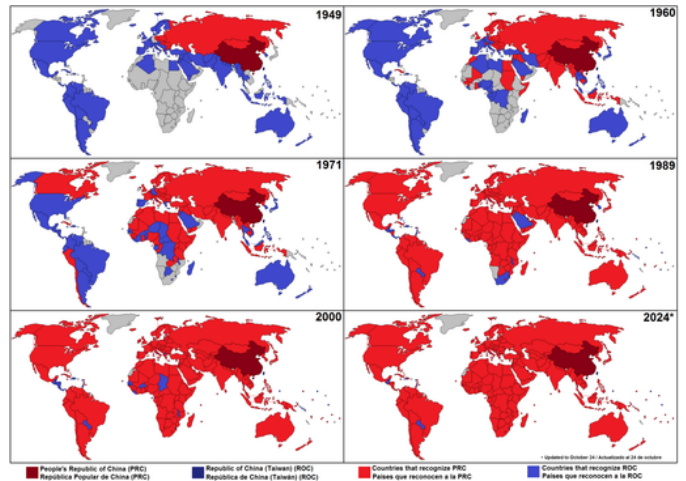 1949
1960
1971
1989
2000
2024*
* Updated to October 24 / Actualizado al 24 de octubre
People's Republic of China (PRC)
República Popular de China (PRC)
Republic of China (Taiwan) (ROC)
República de China (Taiwán) (ROC)
Countries that recognize PRC
Países que reconocen a la PRC
Countries that recognize ROC
Países que reconocen a la ROC